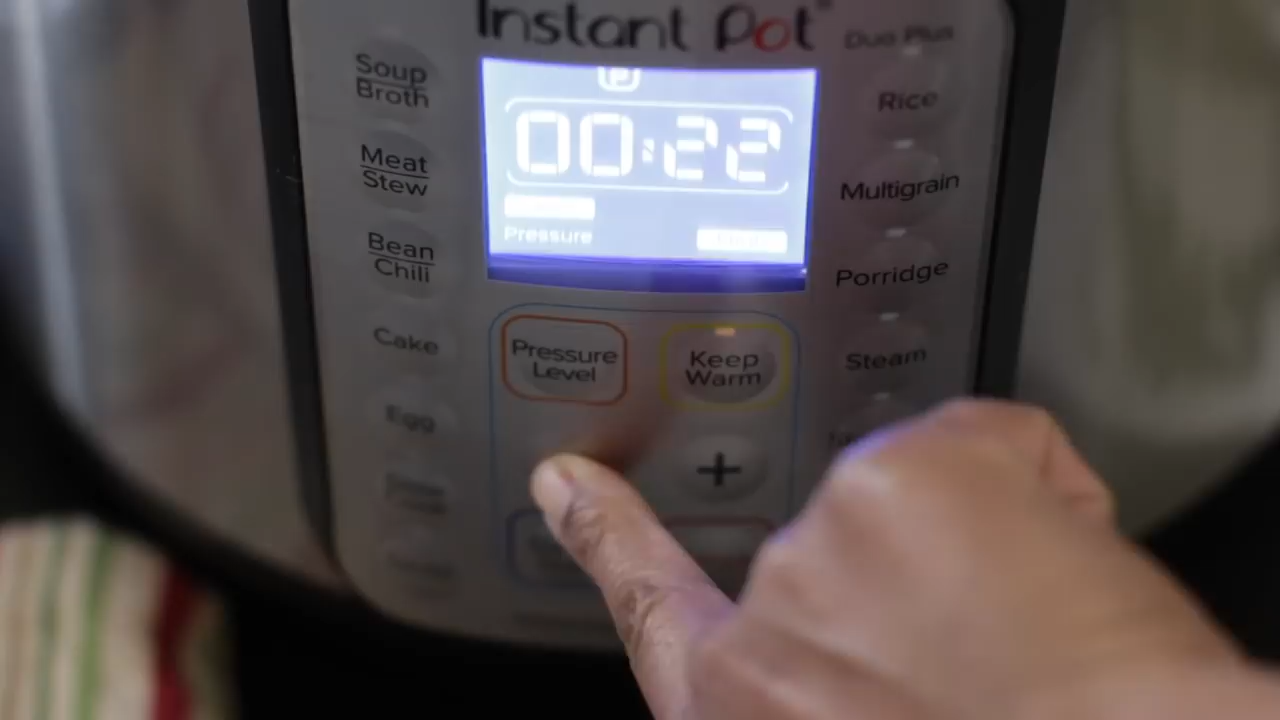 Instant Pot
Duo Plus
Soup
Broth
Rice
00:22
Meat
Stew
Multigrain
Pressure
Bean
Chili
Porridge
Cake
Pressure
Level
Keep
Warm
Steam
Egg
+